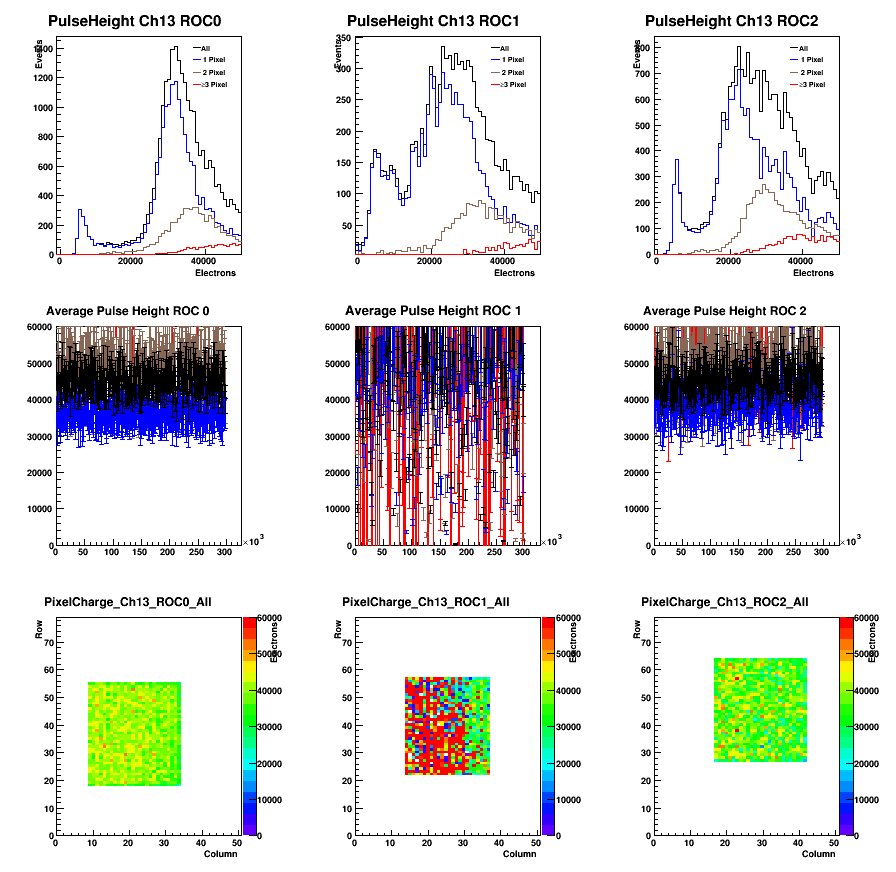 PulseHeight Ch13 ROC0
Events
1400
1200
1000
800
600
400
200
0
0 20000 40000
Electrons
All
1 Pixel
2 Pixel
≥3 Pixel
PulseHeight Ch13 ROC1
Events
350
300
250
200
150
100
50
0
0 20000 40000
Electrons
All
1 Pixel
2 Pixel
≥3 Pixel
PulseHeight Ch13 ROC2
Events
800
700
600
500
400
300
200
100
0
0 20000 40000
Electrons
All
1 Pixel
2 Pixel
≥3 Pixel
Average Pulse Height ROC 0
60000
50000
40000
30000
20000
10000
0
0 50 100 150 200 250 300
×10³
Average Pulse Height ROC 1
60000
50000
40000
30000
20000
10000
0
0 50 100 150 200 250 300
×10³
Average Pulse Height ROC 2
60000
50000
40000
30000
20000
10000
0
0 50 100 150 200 250 300
×10³
PixelCharge_Ch13_ROC0_All
Row
70
60
50
40
30
20
10
0
0 10 20 30 40 50
Column
60000
50000
40000
30000
20000
10000
0
Electrons
PixelCharge_Ch13_ROC1_All
Row
70
60
50
40
30
20
10
0
0 10 20 30 40 50
Column
60000
50000
40000
30000
20000
10000
0
Electrons
PixelCharge_Ch13_ROC2_All
Row
70
60
50
40
30
20
10
0
0 10 20 30 40 50
Column
60000
50000
40000
30000
20000
10000
0
Electrons